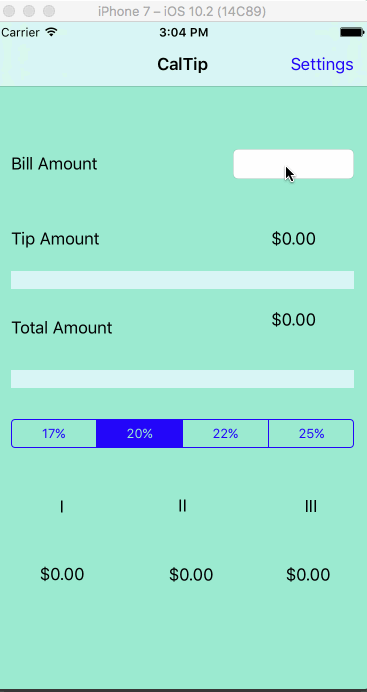 iPhone 7 – iOS 10.2 (14C89)
Carrier 3:04 PM
CalTip Settings
Bill Amount
Tip Amount $0.00
Total Amount $0.00
17% 20% 22% 25%
I II III
$0.00 $0.00 $0.00